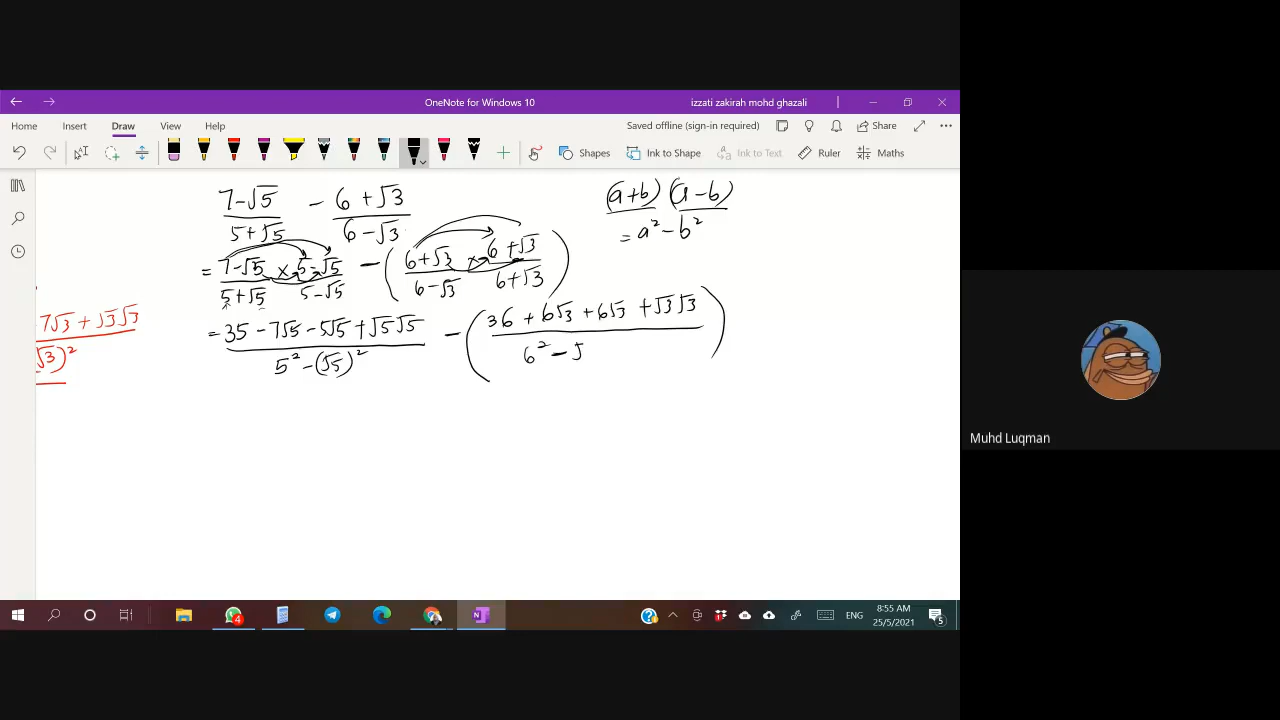 OneNote for Windows 10
izzati zakirah mohd ghazali
Home Insert Draw View Help
Saved offline (sign-in required)
Share
Shapes
Ink to Shape
Ink to Text
Ruler
Maths
7-√5/5+√5 - 6+√3/6-√3
(a+b)(a-b)
= a² - b²
= 7-√5/5+√5 × 5-√5/5-√5 - (6+√3/6-√3 × 6+√3/6+√3)
7√3 + √3√3
√3)²
= 35 - 7√5 - 5√5 + √5√5 / 5² - (√5)² - (36 + 6√3 + 6√3 + √3√3 / 6² - √)
Muhd Luqman
4
ENG
8:55 AM
25/5/2021
5